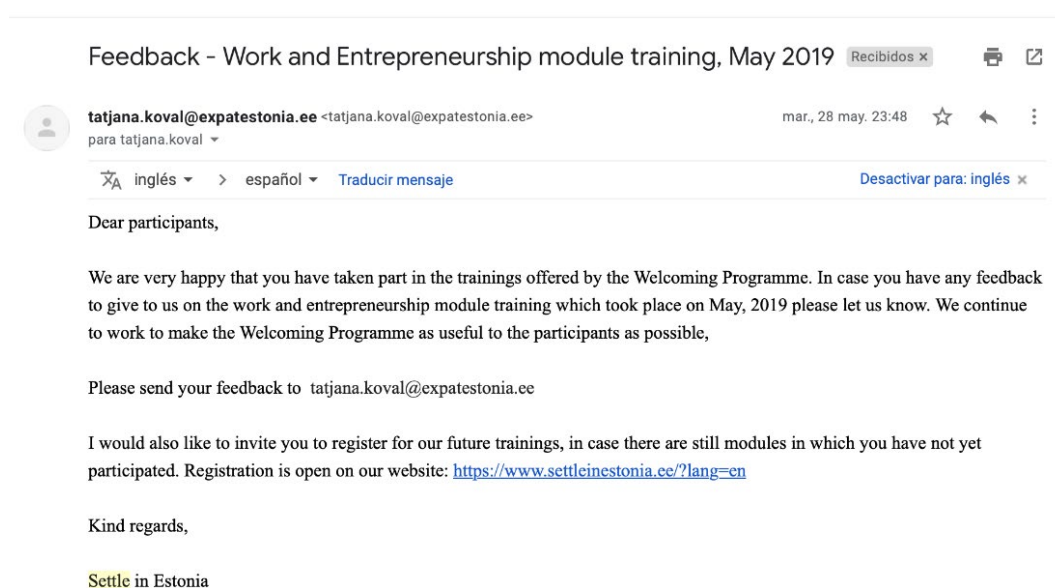 Feedback - Work and Entrepreneurship module training, May 2019 Recibidos ×
tatjana.koval@expatestonia.ee <tatjana.koval@expatestonia.ee> mar., 28 may. 23:48
para tatjana.koval
inglés > español Traducir mensaje Desactivar para: inglés ×
Dear participants,
We are very happy that you have taken part in the trainings offered by the Welcoming Programme. In case you have any feedback
to give to us on the work and entrepreneurship module training which took place on May, 2019 please let us know. We continue
to work to make the Welcoming Programme as useful to the participants as possible,
Please send your feedback to tatjana.koval@expatestonia.ee
I would also like to invite you to register for our future trainings, in case there are still modules in which you have not yet
participated. Registration is open on our website: https://www.settleinestonia.ee/?lang=en
Kind regards,
Settle in Estonia